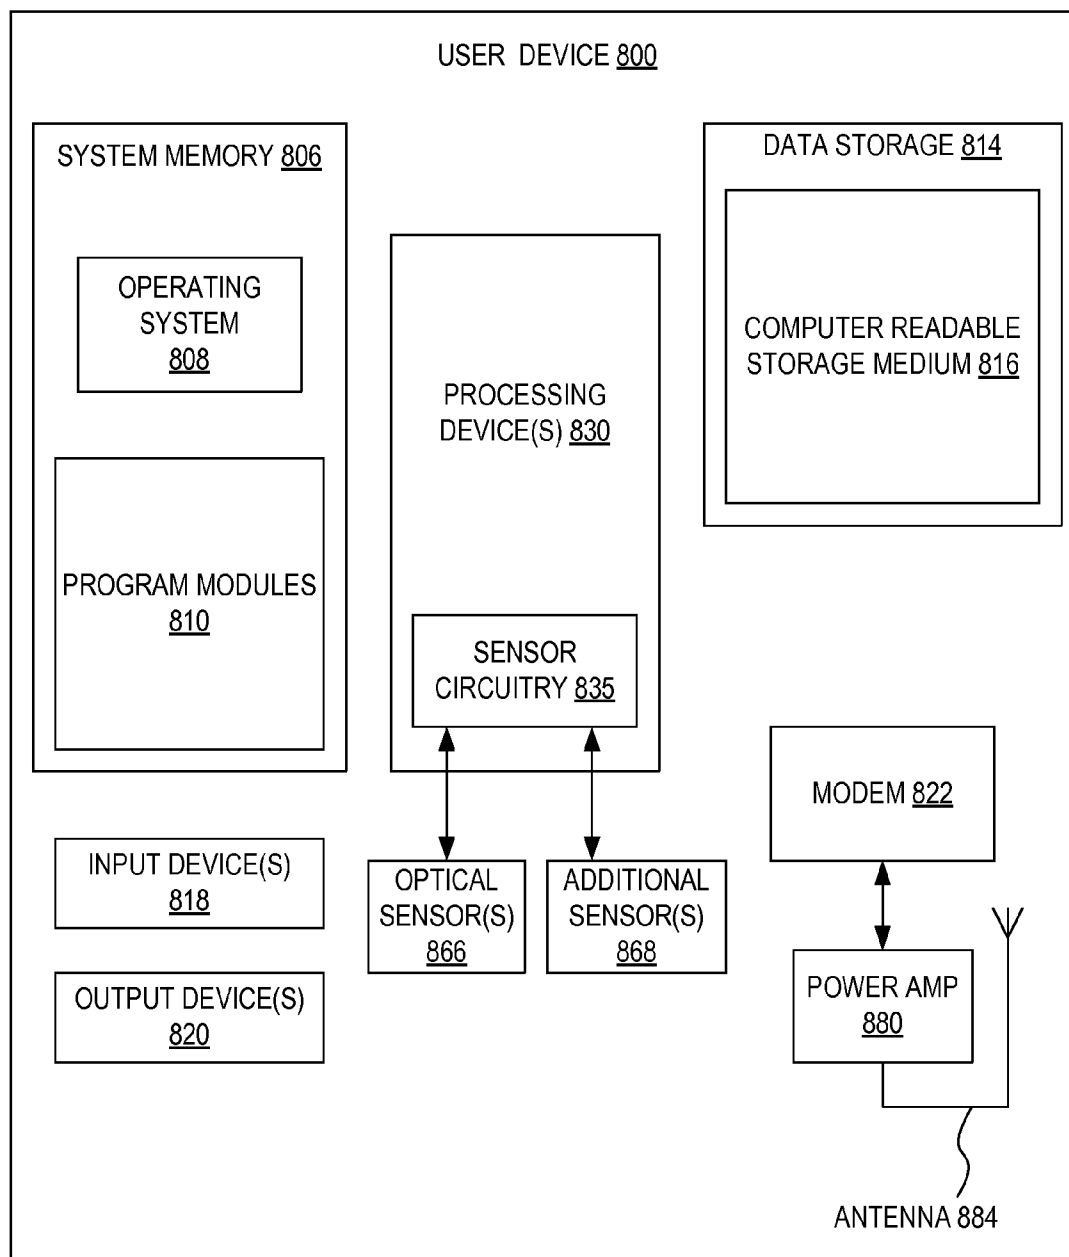 USER DEVICE 800
SYSTEM MEMORY 806
OPERATING
SYSTEM
808
PROGRAM MODULES
810
PROCESSING
DEVICE(S) 830
SENSOR
CIRCUITRY 835
DATA STORAGE 814
COMPUTER READABLE
STORAGE MEDIUM 816
INPUT DEVICE(S)
818
OUTPUT DEVICE(S)
820
OPTICAL
SENSOR(S)
866
ADDITIONAL
SENSOR(S)
868
MODEM 822
POWER AMP
880
ANTENNA 884